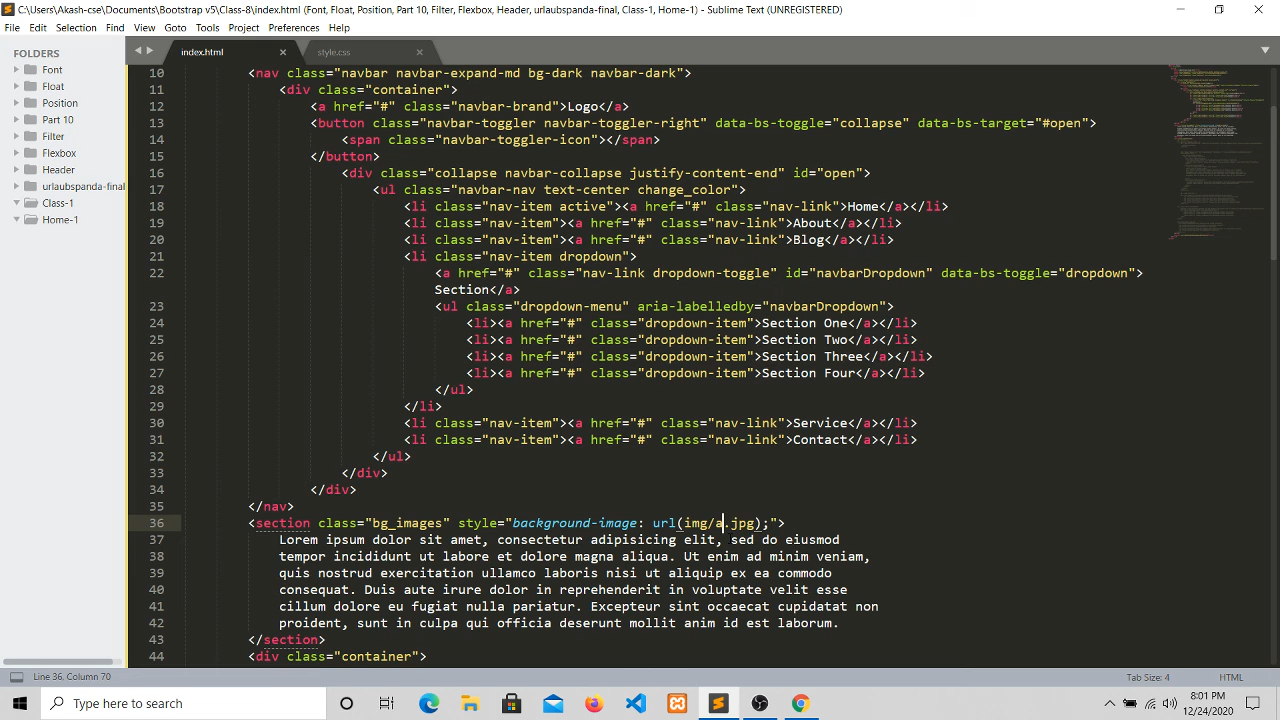 C:\Users\Akash-cse\Documents\Bootstrap v5\Class-8\index.html (Font, Float, Position, Part 10, Filter, Flexbox, Header, urlaubspanda-final, Class-1, Home-1) - Sublime Text (UNREGISTERED)
File Edit Selection Find View Goto Tools Project Preferences Help
FOLDERS
Font
Float
Position
Part 10
Filter
Flexbox
Header
urlaubspanda-final
Class-1
Home-1
index.html style.css
10 <nav class="navbar navbar-expand-md bg-dark navbar-dark">
11 <div class="container">
12 <a href="#" class="navbar-brand">Logo</a>
13 <button class="navbar-toggler navbar-toggler-right" data-bs-toggle="collapse" data-bs-target="#open">
14 <span class="navbar-toggler-icon"></span>
15 </button>
16 <div class="collapse navbar-collapse justify-content-end" id="open">
17 <ul class="navbar-nav text-center change_color">
18 <li class="nav-item active"><a href="#" class="nav-link">Home</a></li>
19 <li class="nav-item"><a href="#" class="nav-link">About</a></li>
20 <li class="nav-item"><a href="#" class="nav-link">Blog</a></li>
21 <li class="nav-item dropdown">
22 <a href="#" class="nav-link dropdown-toggle" id="navbarDropdown" data-bs-toggle="dropdown">
Section</a>
23 <ul class="dropdown-menu" aria-labelledby="navbarDropdown">
24 <li><a href="#" class="dropdown-item">Section One</a></li>
25 <li><a href="#" class="dropdown-item">Section Two</a></li>
26 <li><a href="#" class="dropdown-item">Section Three</a></li>
27 <li><a href="#" class="dropdown-item">Section Four</a></li>
28 </ul>
29 </li>
30 <li class="nav-item"><a href="#" class="nav-link">Service</a></li>
31 <li class="nav-item"><a href="#" class="nav-link">Contact</a></li>
32 </ul>
33 </div>
34 </div>
35 </nav>
36 <section class="bg_images" style="background-image: url(img/a.jpg);">
37 Lorem ipsum dolor sit amet, consectetur adipisicing elit, sed do eiusmod
38 tempor incididunt ut labore et dolore magna aliqua. Ut enim ad minim veniam,
39 quis nostrud exercitation ullamco laboris nisi ut aliquip ex ea commodo
40 consequat. Duis aute irure dolor in reprehenderit in voluptate velit esse
41 cillum dolore eu fugiat nulla pariatur. Excepteur sint occaecat cupidatat non
42 proident, sunt in culpa qui officia deserunt mollit anim id est laborum.
43 </section>
44 <div class="container">
Line 36, Column 70 Tab Size: 4 HTML
Type here to search
8:01 PM
12/24/2020